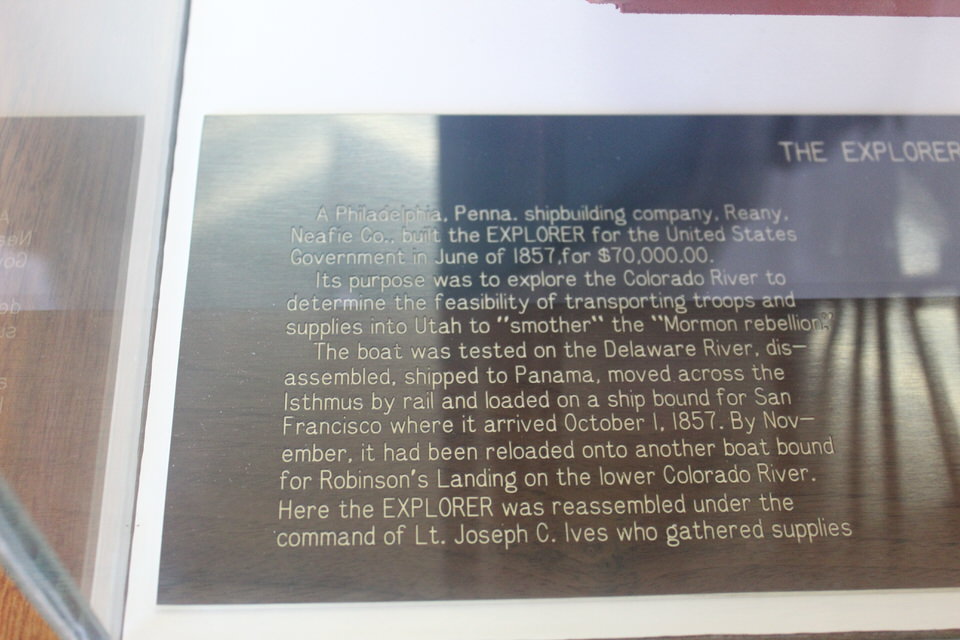 THE EXPLORER
A Philadelphia, Penna. shipbuilding company, Reany,
Neafie Co., built the EXPLORER for the United States
Government in June of 1857,for $70,000.00.
Its purpose was to explore the Colorado River to
determine the feasibility of transporting troops and
supplies into Utah to "smother" the "Mormon rebellion."
The boat was tested on the Delaware River, dis-
assembled, shipped to Panama, moved across the
Isthmus by rail and loaded on a ship bound for San
Francisco where it arrived October 1, 1857. By Nov-
ember, it had been reloaded onto another boat bound
for Robinson's Landing on the lower Colorado River.
Here the EXPLORER was reassembled under the
command of Lt. Joseph C. Ives who gathered supplies